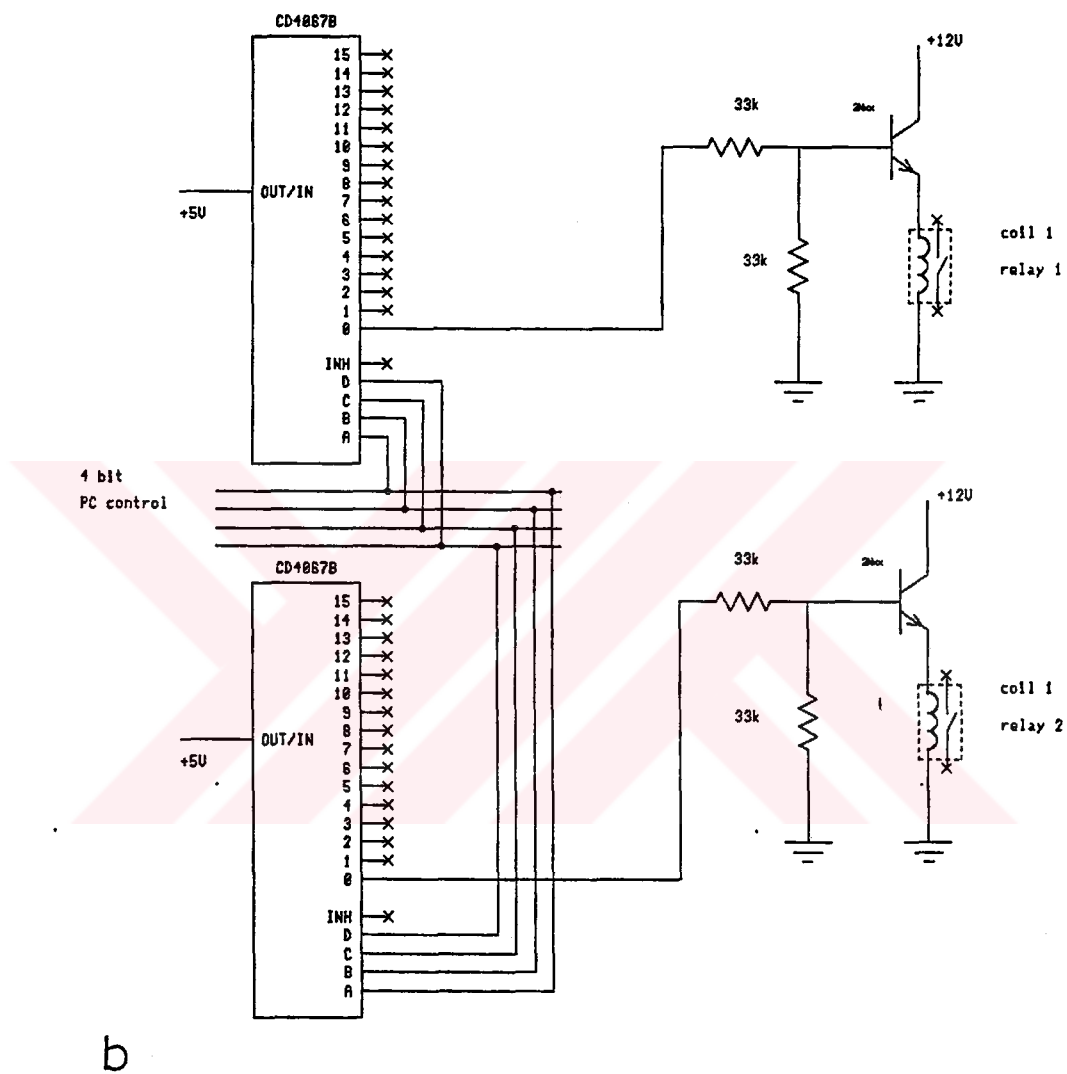 CD4067B
15
14
13
12
11
10
9
8
7
6
5
4
3
2
1
0
INH
D
C
B
A
OUT/IN
+5V
33k
33k
+12V
coil 1
relay 1
4 bit
PC control
CD4067B
15
14
13
12
11
10
9
8
7
6
5
4
3
2
1
0
INH
D
C
B
A
OUT/IN
+5V
33k
33k
+12V
coil 1
relay 2
b